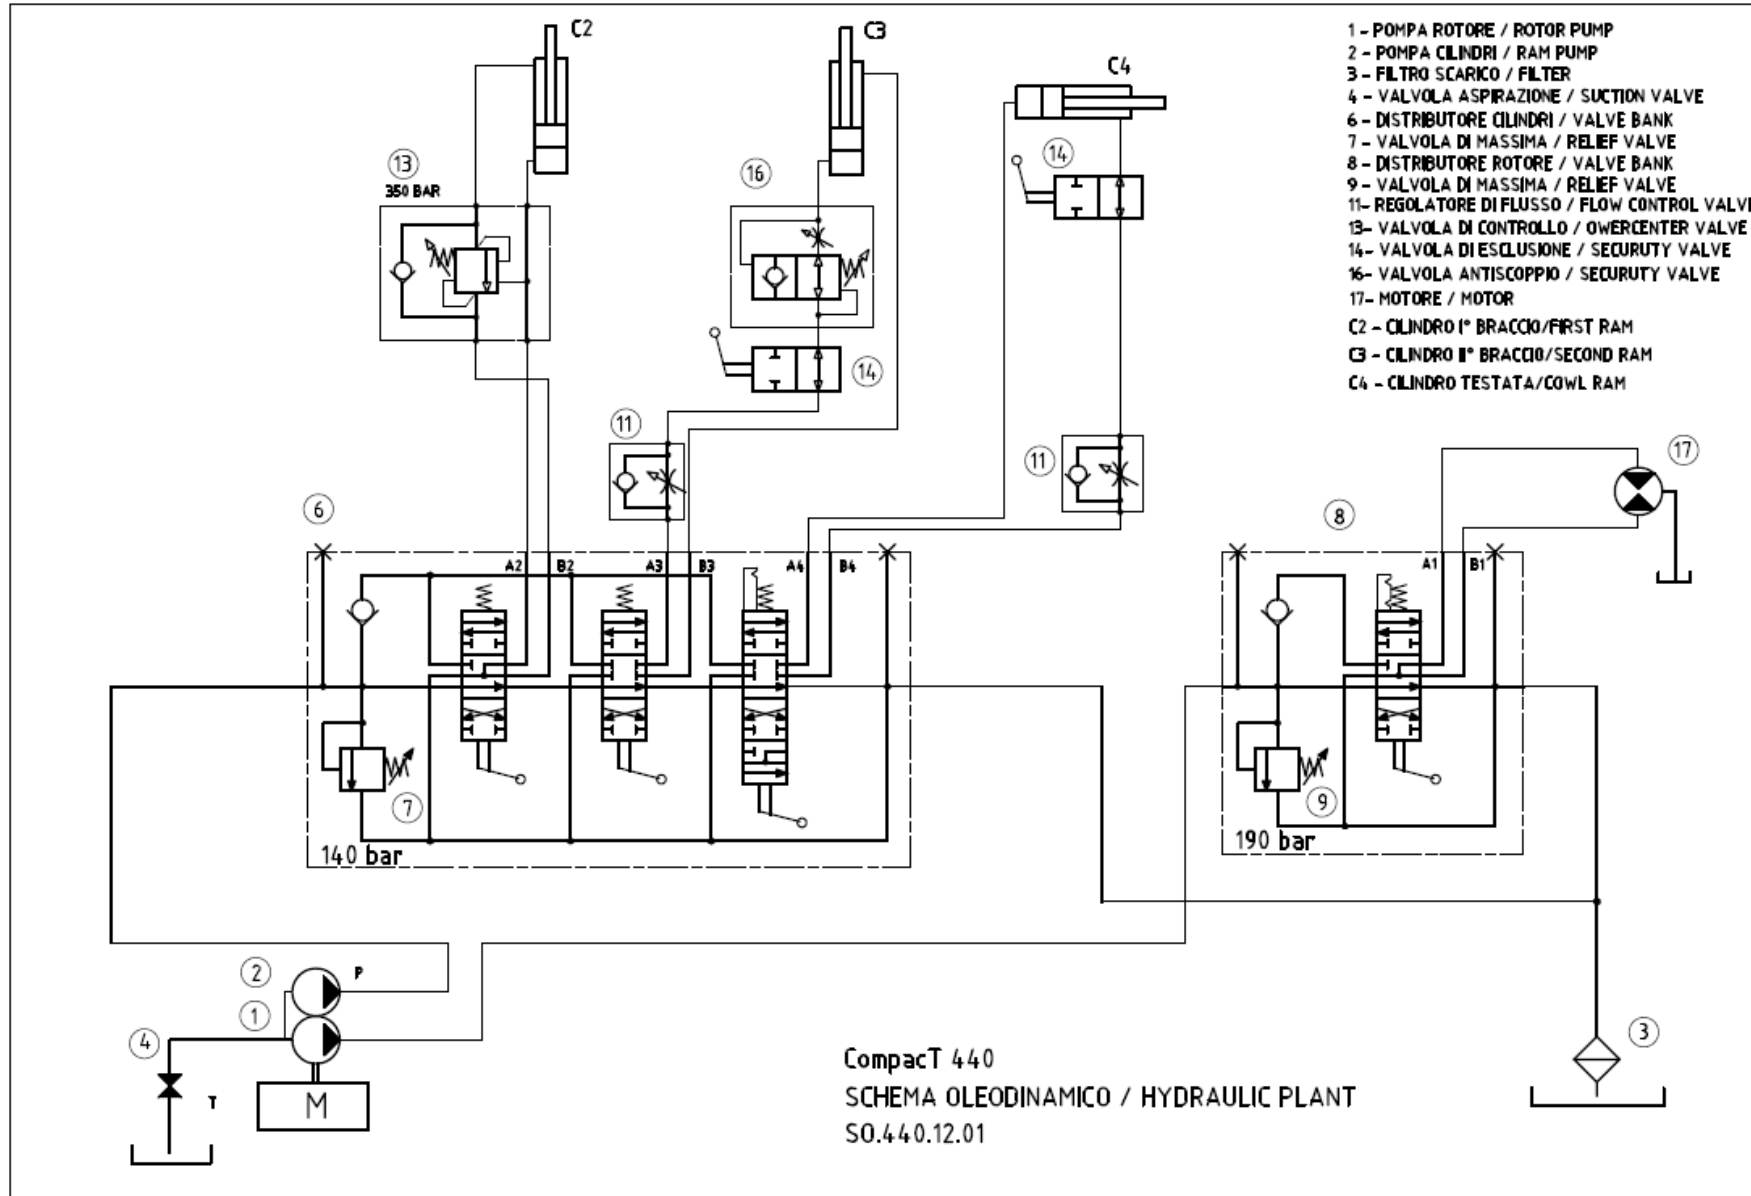 C2
C3
C4
1 - POMPA ROTORE / ROTOR PUMP
2 - POMPA CILINDRI / RAM PUMP
3 - FILTRO SCARICO / FILTER
4 - VALVOLA ASPIRAZIONE / SUCTION VALVE
6 - DISTRIBUTORE CILINDRI / VALVE BANK
7 - VALVOLA DI MASSIMA / RELIEF VALVE
8 - DISTRIBUTORE ROTORE / VALVE BANK
9 - VALVOLA DI MASSIMA / RELIEF VALVE
11- REGOLATORE DI FLUSSO / FLOW CONTROL VALV
13- VALVOLA DI CONTROLLO / OWERCENTER VALVE
14- VALVOLA DI ESCLUSIONE / SECURUTY VALVE
16- VALVOLA ANTISCOPPIO / SECURUTY VALVE
17- MOTORE / MOTOR
C2 - CILINDRO I° BRACCIO/FIRST RAM
C3 - CILINDRO II° BRACCIO/SECOND RAM
C4 - CILINDRO TESTATA/COWL RAM
13
350 BAR
16
14
14
11
11
17
6
8
A2 B2 A3 B3 A4 B4
A1 B1
7
9
140 bar
190 bar
2
P
1
4
T
M
3
CompacT 440
SCHEMA OLEODINAMICO / HYDRAULIC PLANT
SO.440.12.01